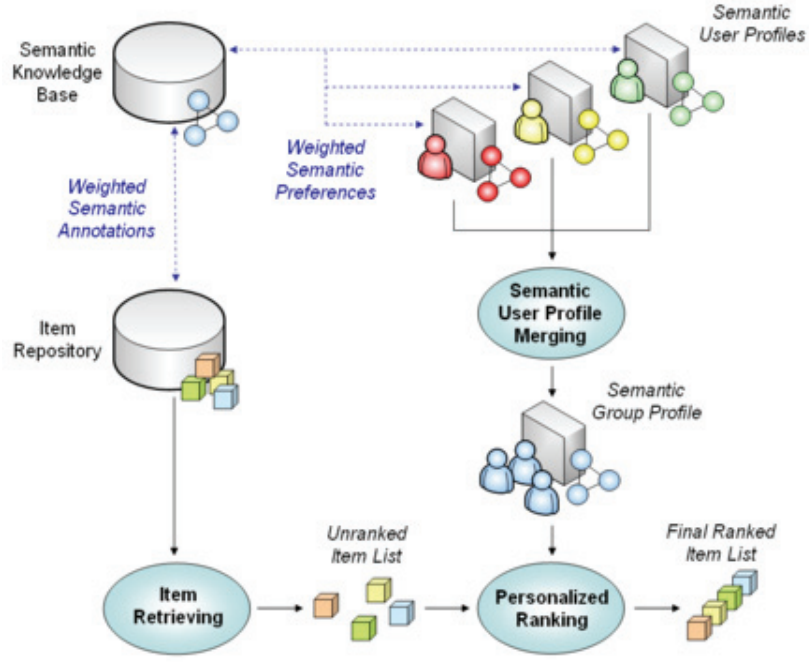 Semantic
User Profiles
Semantic
Knowledge
Base
Weighted
Semantic
Preferences
Weighted
Semantic
Annotations
Semantic
User Profile
Merging
Item
Repository
Semantic
Group Profile
Unranked
Item List
Final Ranked
Item List
Item
Retrieving
Personalized
Ranking